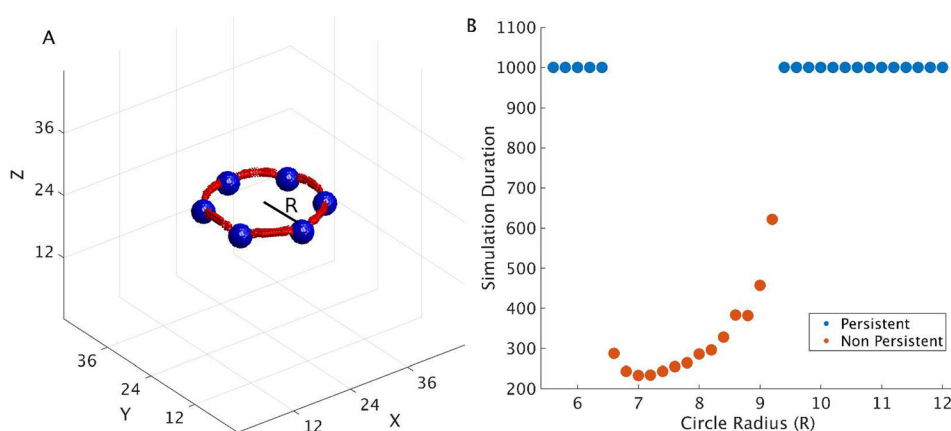 A
Z
36
24
12
R
36
24
12
Y
12
24
36
X
B
Simulation Duration
1100
1000
900
800
700
600
500
400
300
200
Persistent
Non Persistent
6 7 8 9 10 11 12
Circle Radius (R)